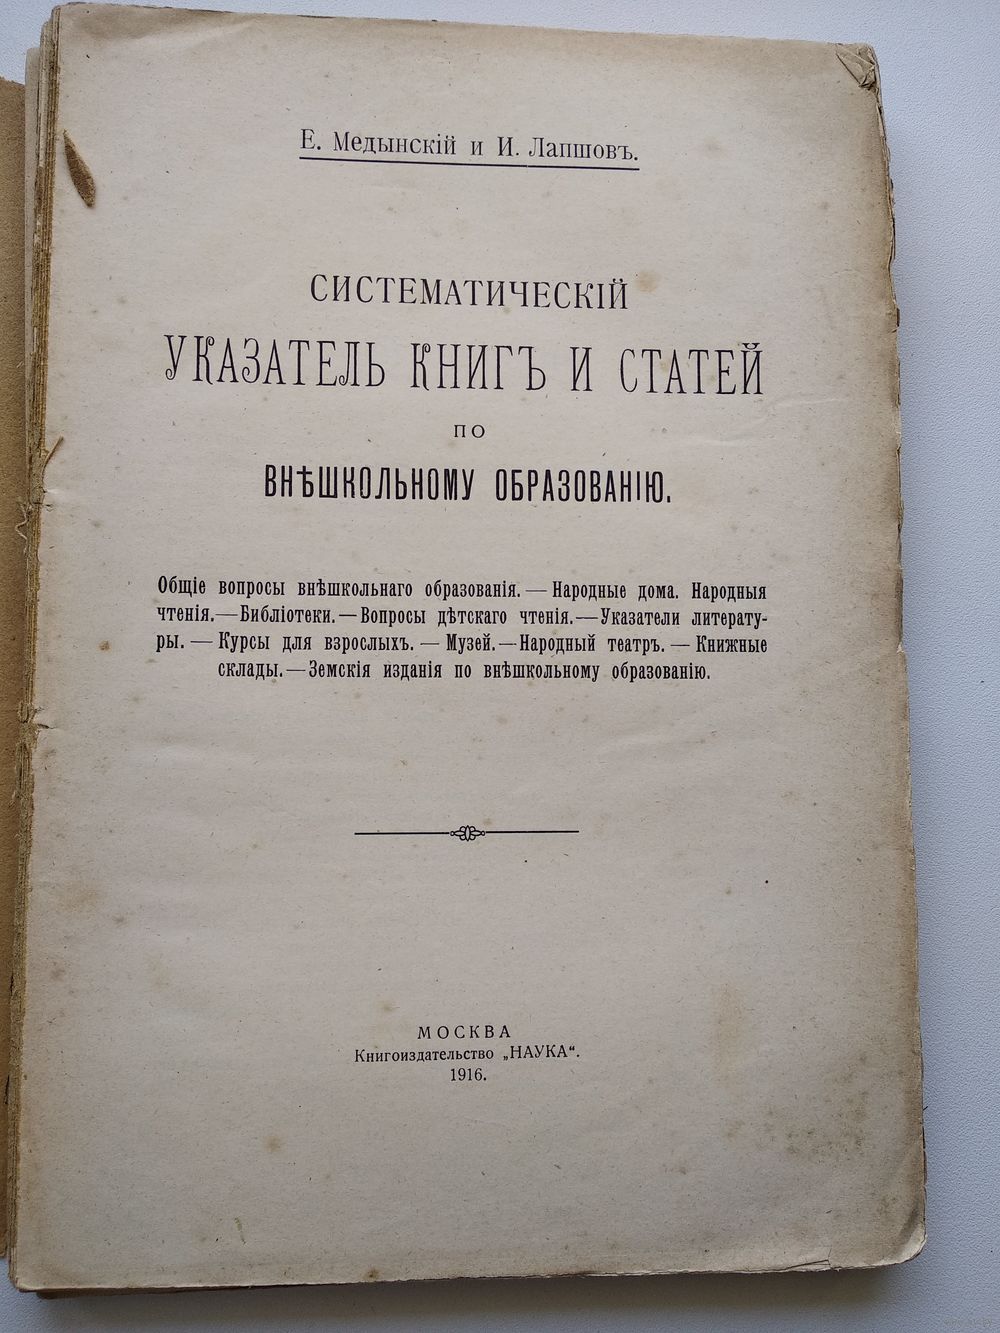 Е. Медынскій и И. Лапшовъ.
СИСТЕМАТИЧЕСКІЙ
УКАЗАТЕЛЬ КНИГЪ И СТАТЕЙ
ПО
ВНѢШКОЛЬНОМУ ОБРАЗОВАНІЮ.
Общіе вопросы внѣшкольнаго образованія. — Народные дома. Народныя
чтенія.—Библіотеки.—Вопросы дѣтскаго чтенія.—Указатели литерату-
ры. — Курсы для взрослыхъ. — Музей.—Народный театръ. — Книжные
склады.—Земскія изданія по внѣшкольному образованію.
МОСКВА
Книгоиздательство „НАУКА“.
1916.